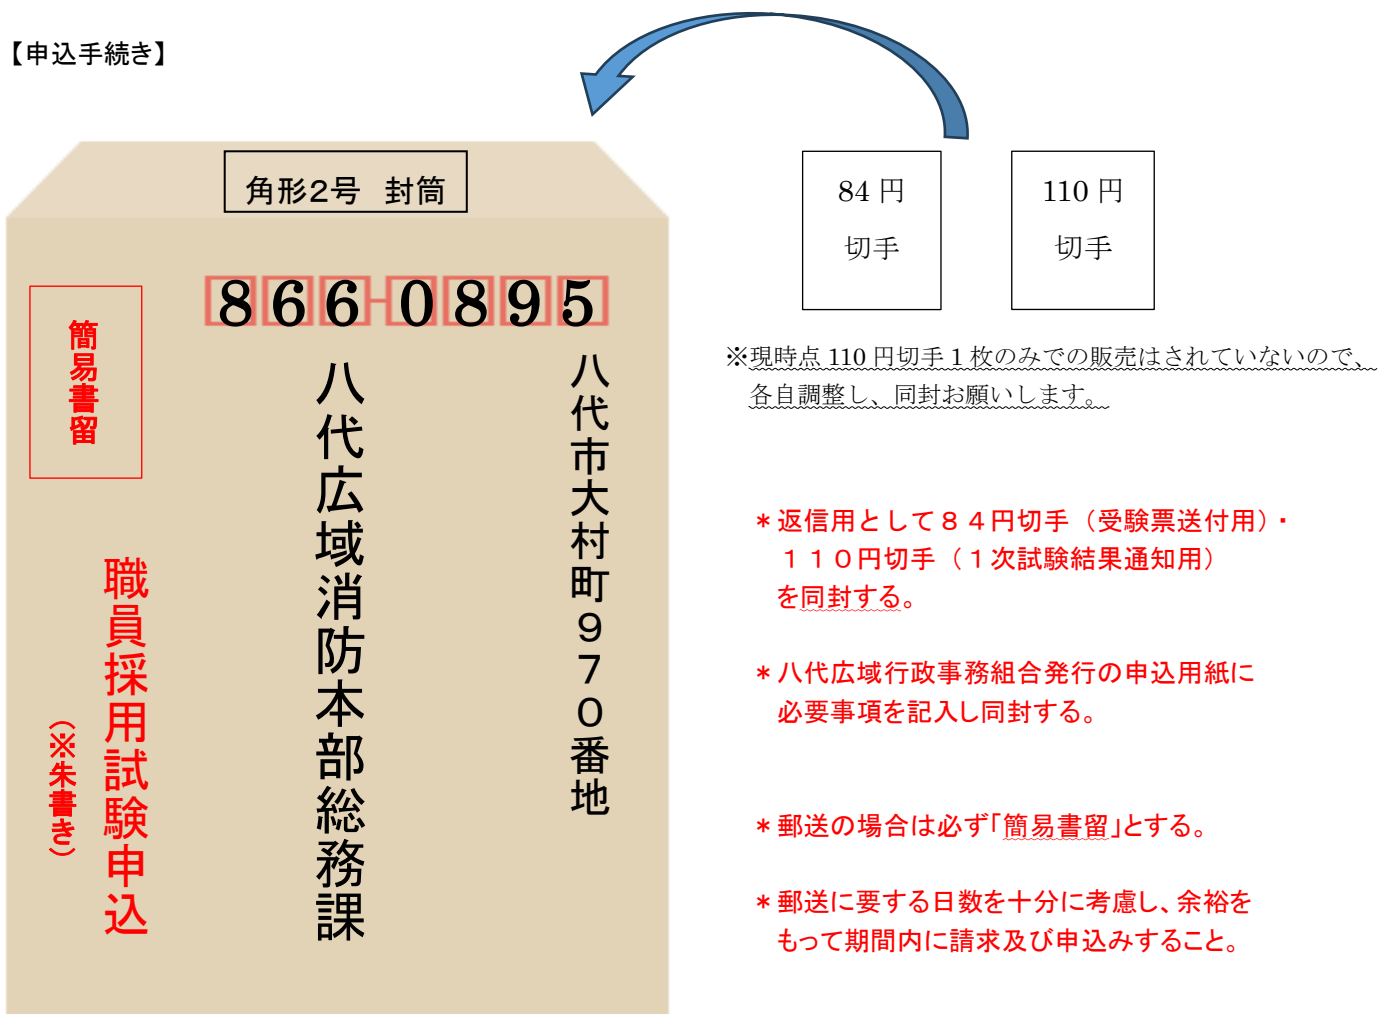 【申込手続き】
角形２号 封筒
866-0895
八代市大村町９７０番地
八代広域消防本部総務課
簡易書留
職員採用試験申込
（※朱書き）
84 円
切手
110 円
切手
※現時点 110 円切手 1 枚のみでの販売はされていないので、
各自調整し、同封お願いします。
＊返信用として８４円切手（受験票送付用）・
１１０円切手（１次試験結果通知用）
を同封する。
＊八代広域行政事務組合発行の申込用紙に
必要事項を記入し同封する。
＊郵送の場合は必ず「簡易書留」とする。
＊郵送に要する日数を十分に考慮し、余裕を
もって期間内に請求及び申込みすること。